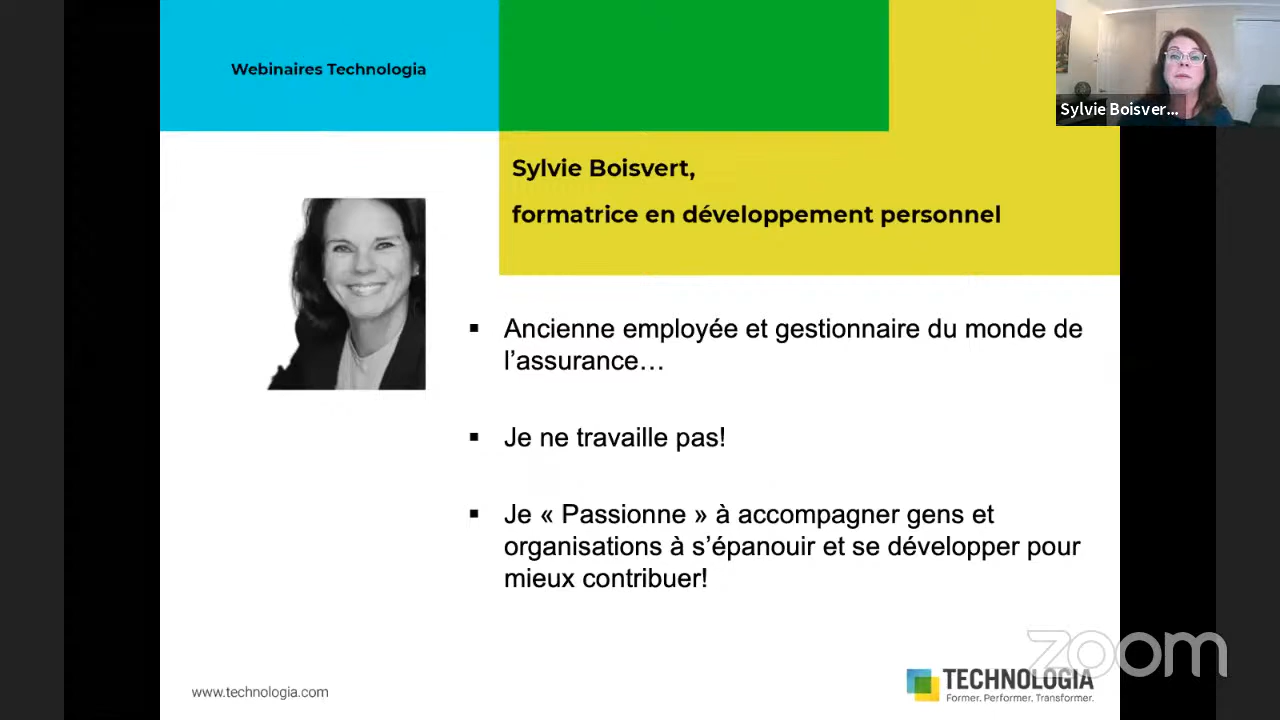 Webinaires Technologia
Sylvie Boisver...
Sylvie Boisvert,
formatrice en développement personnel
▪ Ancienne employée et gestionnaire du monde de
l’assurance…
▪ Je ne travaille pas!
▪ Je « Passionne » à accompagner gens et
organisations à s’épanouir et se développer pour
mieux contribuer!
zoom
www.technologia.com
TECHNOLOGIA
Former. Performer. Transformer.